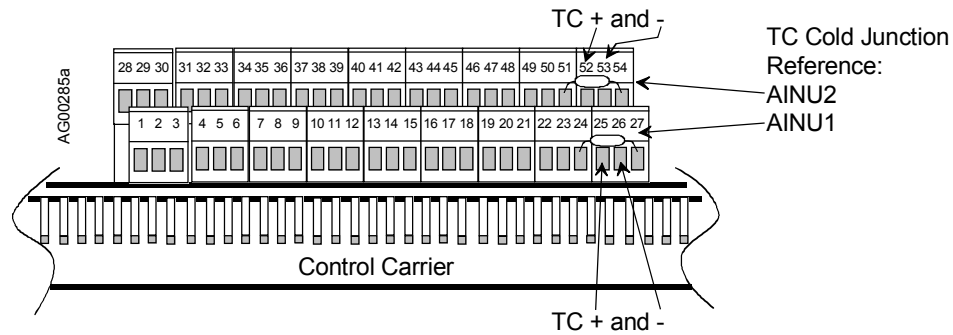 TC + and -
TC Cold Junction
Reference:
AINU2
AINU1
AG00285a
28 29 30 31 32 33 34 35 36 37 38 39 40 41 42 43 44 45 46 47 48 49 50 51 52 53 54
1 2 3 4 5 6 7 8 9 10 11 12 13 14 15 16 17 18 19 20 21 22 23 24 25 26 27
Control Carrier
TC + and -